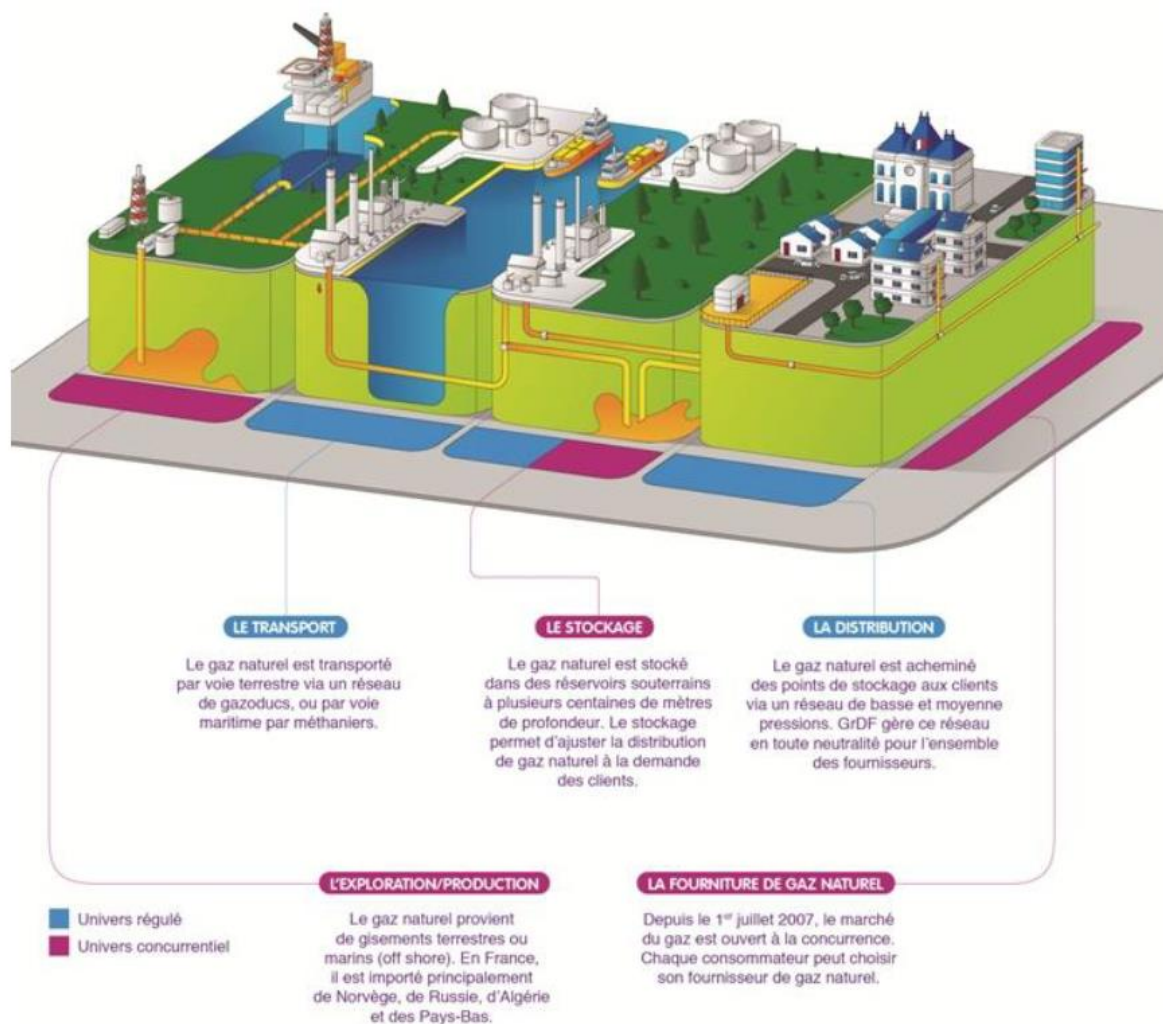 LE TRANSPORT
Le gaz naturel est transporté
par voie terrestre via un réseau
de gazoducs, ou par voie
maritime par méthaniers.
LE STOCKAGE
Le gaz naturel est stocké
dans des réservoirs souterrains
à plusieurs centaines de mètres
de profondeur. Le stockage
permet d'ajuster la distribution
de gaz naturel à la demande
des clients.
LA DISTRIBUTION
Le gaz naturel est acheminé
des points de stockage aux clients
via un réseau de basse et moyenne
pressions. GrDF gère ce réseau
en toute neutralité pour l'ensemble
des fournisseurs.
Univers régulé
Univers concurrentiel
L'EXPLORATION/PRODUCTION
Le gaz naturel provient
de gisements terrestres ou
marins (off shore). En France,
il est importé principalement
de Norvège, de Russie, d'Algérie
et des Pays-Bas.
LA FOURNITURE DE GAZ NATUREL
Depuis le 1er juillet 2007, le marché
du gaz est ouvert à la concurrence.
Chaque consommateur peut choisir
son fournisseur de gaz naturel.